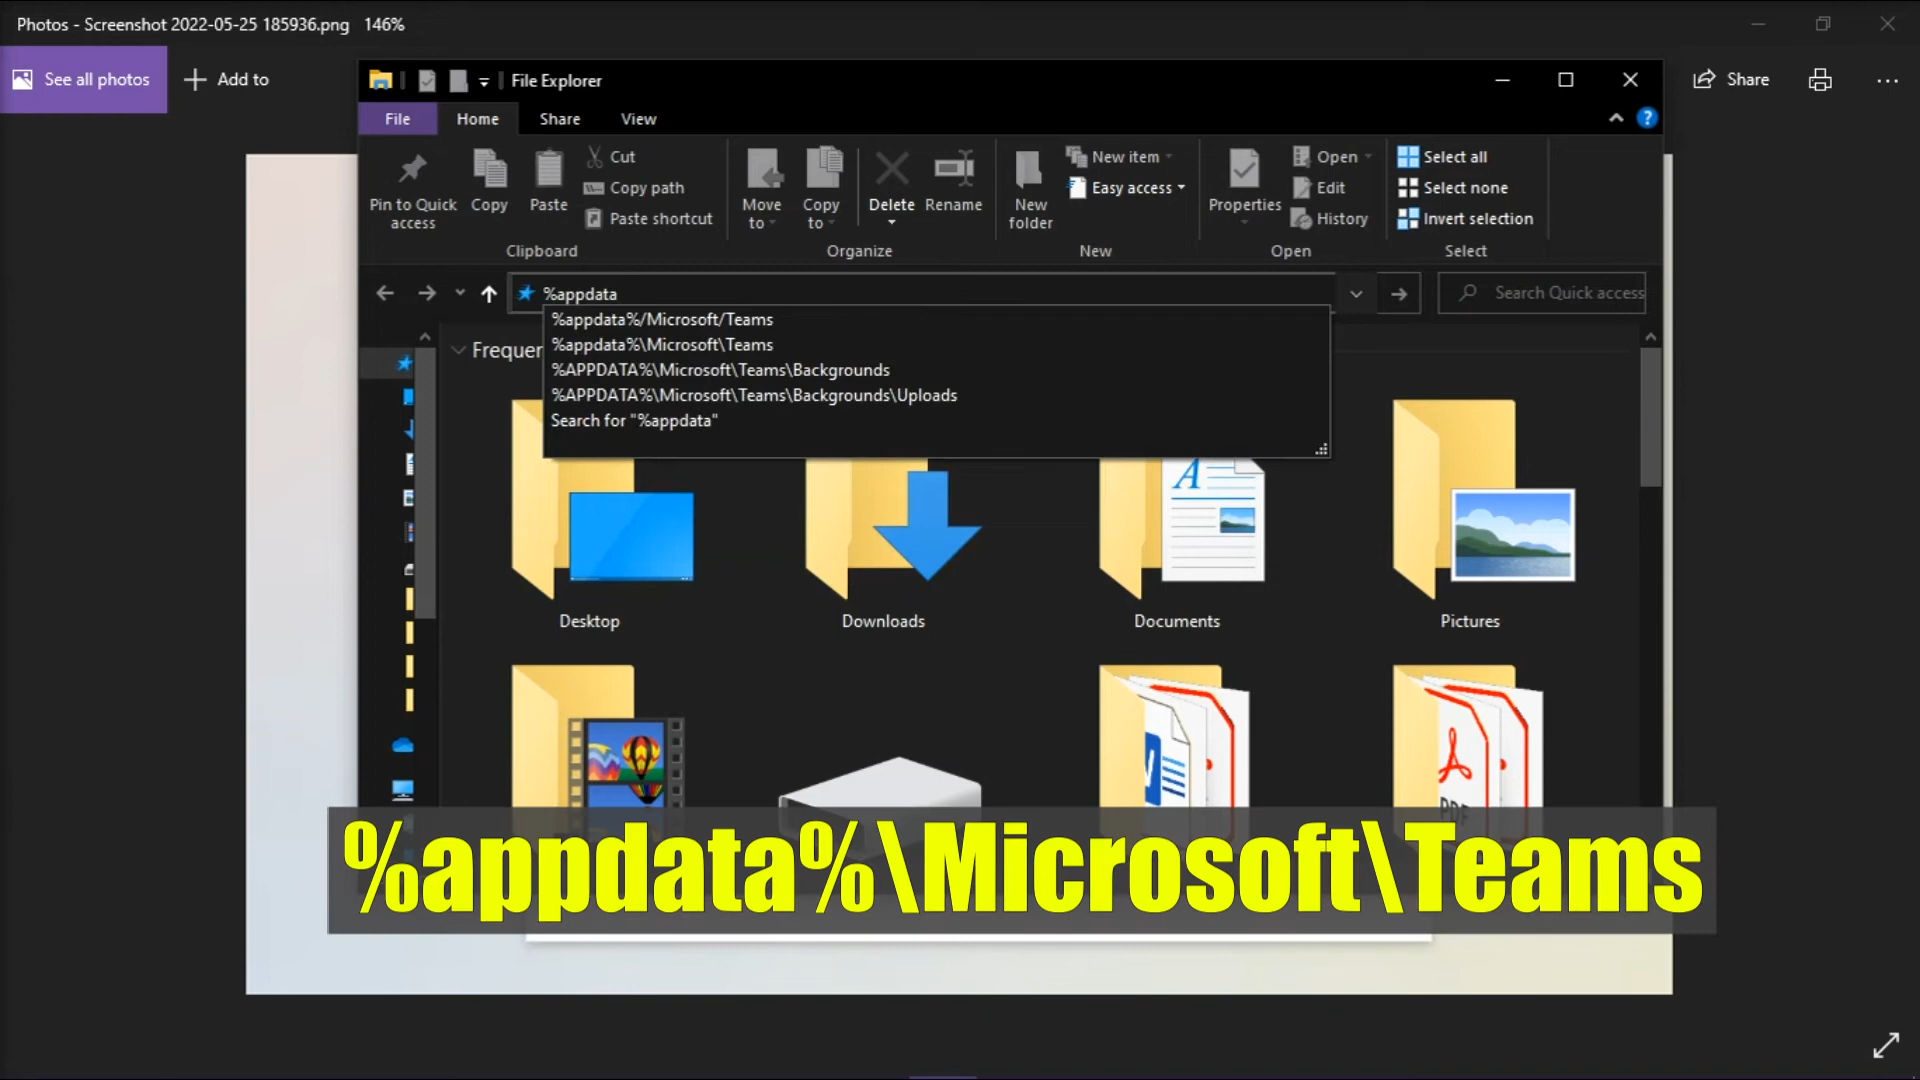 Photos - Screenshot 2022-05-25 185936.png 146%
See all photos
Add to
Share
File Explorer
File Home Share View
Pin to Quick access
Copy
Paste
Cut
Copy path
Paste shortcut
Clipboard
Move to
Copy to
Delete
Rename
Organize
New folder
New item
Easy access
New
Properties
Open
Edit
History
Open
Select all
Select none
Invert selection
Select
%appdata
Search Quick access
%appdata%/Microsoft/Teams
%appdata%\Microsoft\Teams
%APPDATA%\Microsoft\Teams\Backgrounds
%APPDATA%\Microsoft\Teams\Backgrounds\Uploads
Search for "%appdata"
Frequen
Desktop
Downloads
Documents
Pictures
PDF
%appdata%\Microsoft\Teams